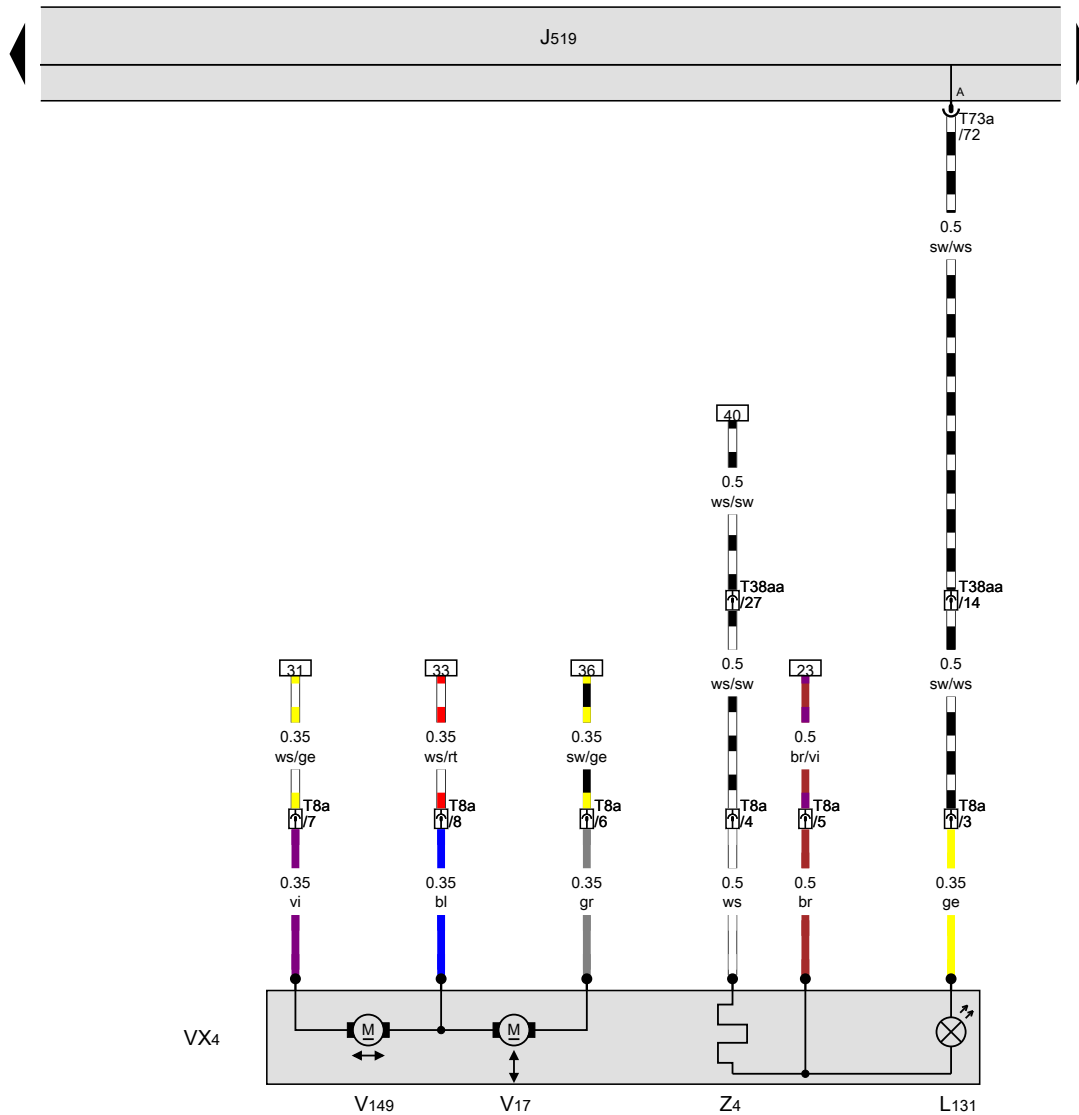 J519
A
T73a
/72
0.5
sw/ws
40
0.5
ws/sw
T38aa
/27
T38aa
/14
31
33
36
0.5
ws/sw
23
0.5
sw/ws
0.35
ws/ge
0.35
ws/rt
0.35
sw/ge
0.5
br/vi
T8a
/7
T8a
/8
T8a
/6
T8a
/4
T8a
/5
T8a
/3
0.35
vi
0.35
bl
0.35
gr
0.5
ws
0.5
br
0.35
ge
VX4
M
M
V149
V17
Z4
L131